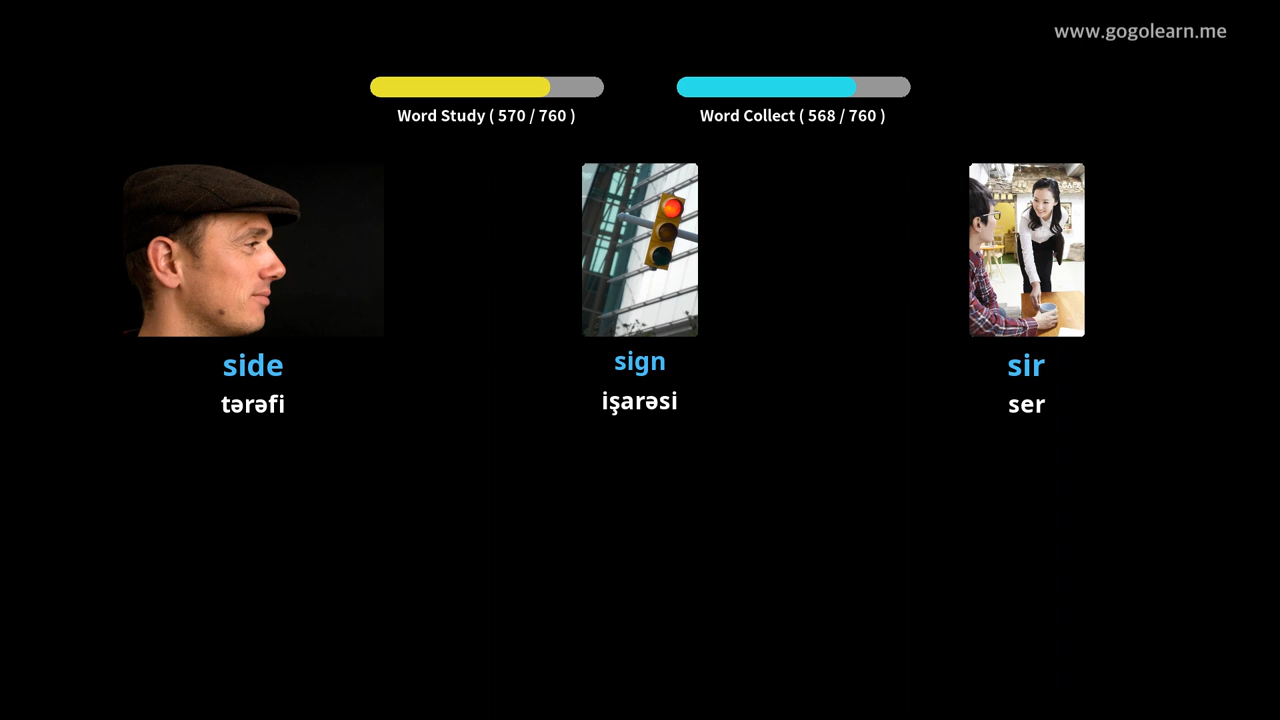 www.gogolearn.me
Word Study ( 570 / 760 )
Word Collect ( 568 / 760 )
side
tərəfi
sign
işarəsi
sir
ser